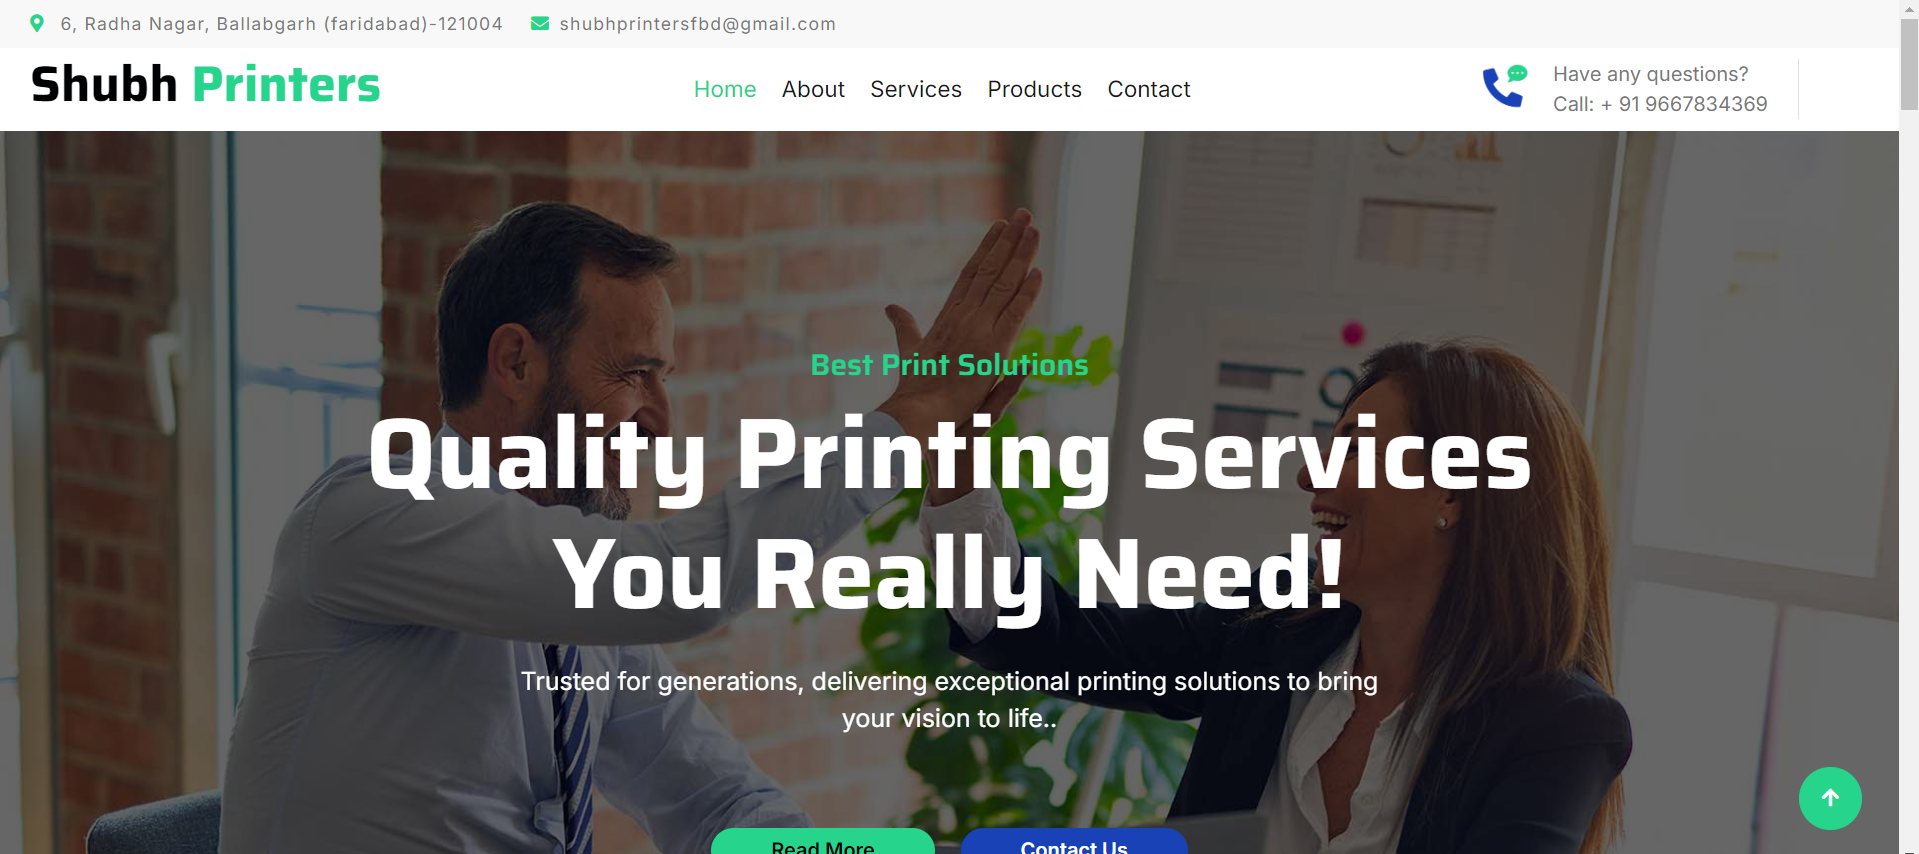 6, Radha Nagar, Ballabgarh (faridabad)-121004 shubhprintersfbd@gmail.com
Shubh Printers
Home About Services Products Contact
Have any questions?
Call: + 91 9667834369
Best Print Solutions
Quality Printing Services
You Really Need!
Trusted for generations, delivering exceptional printing solutions to bring
your vision to life..
Read More Contact Us